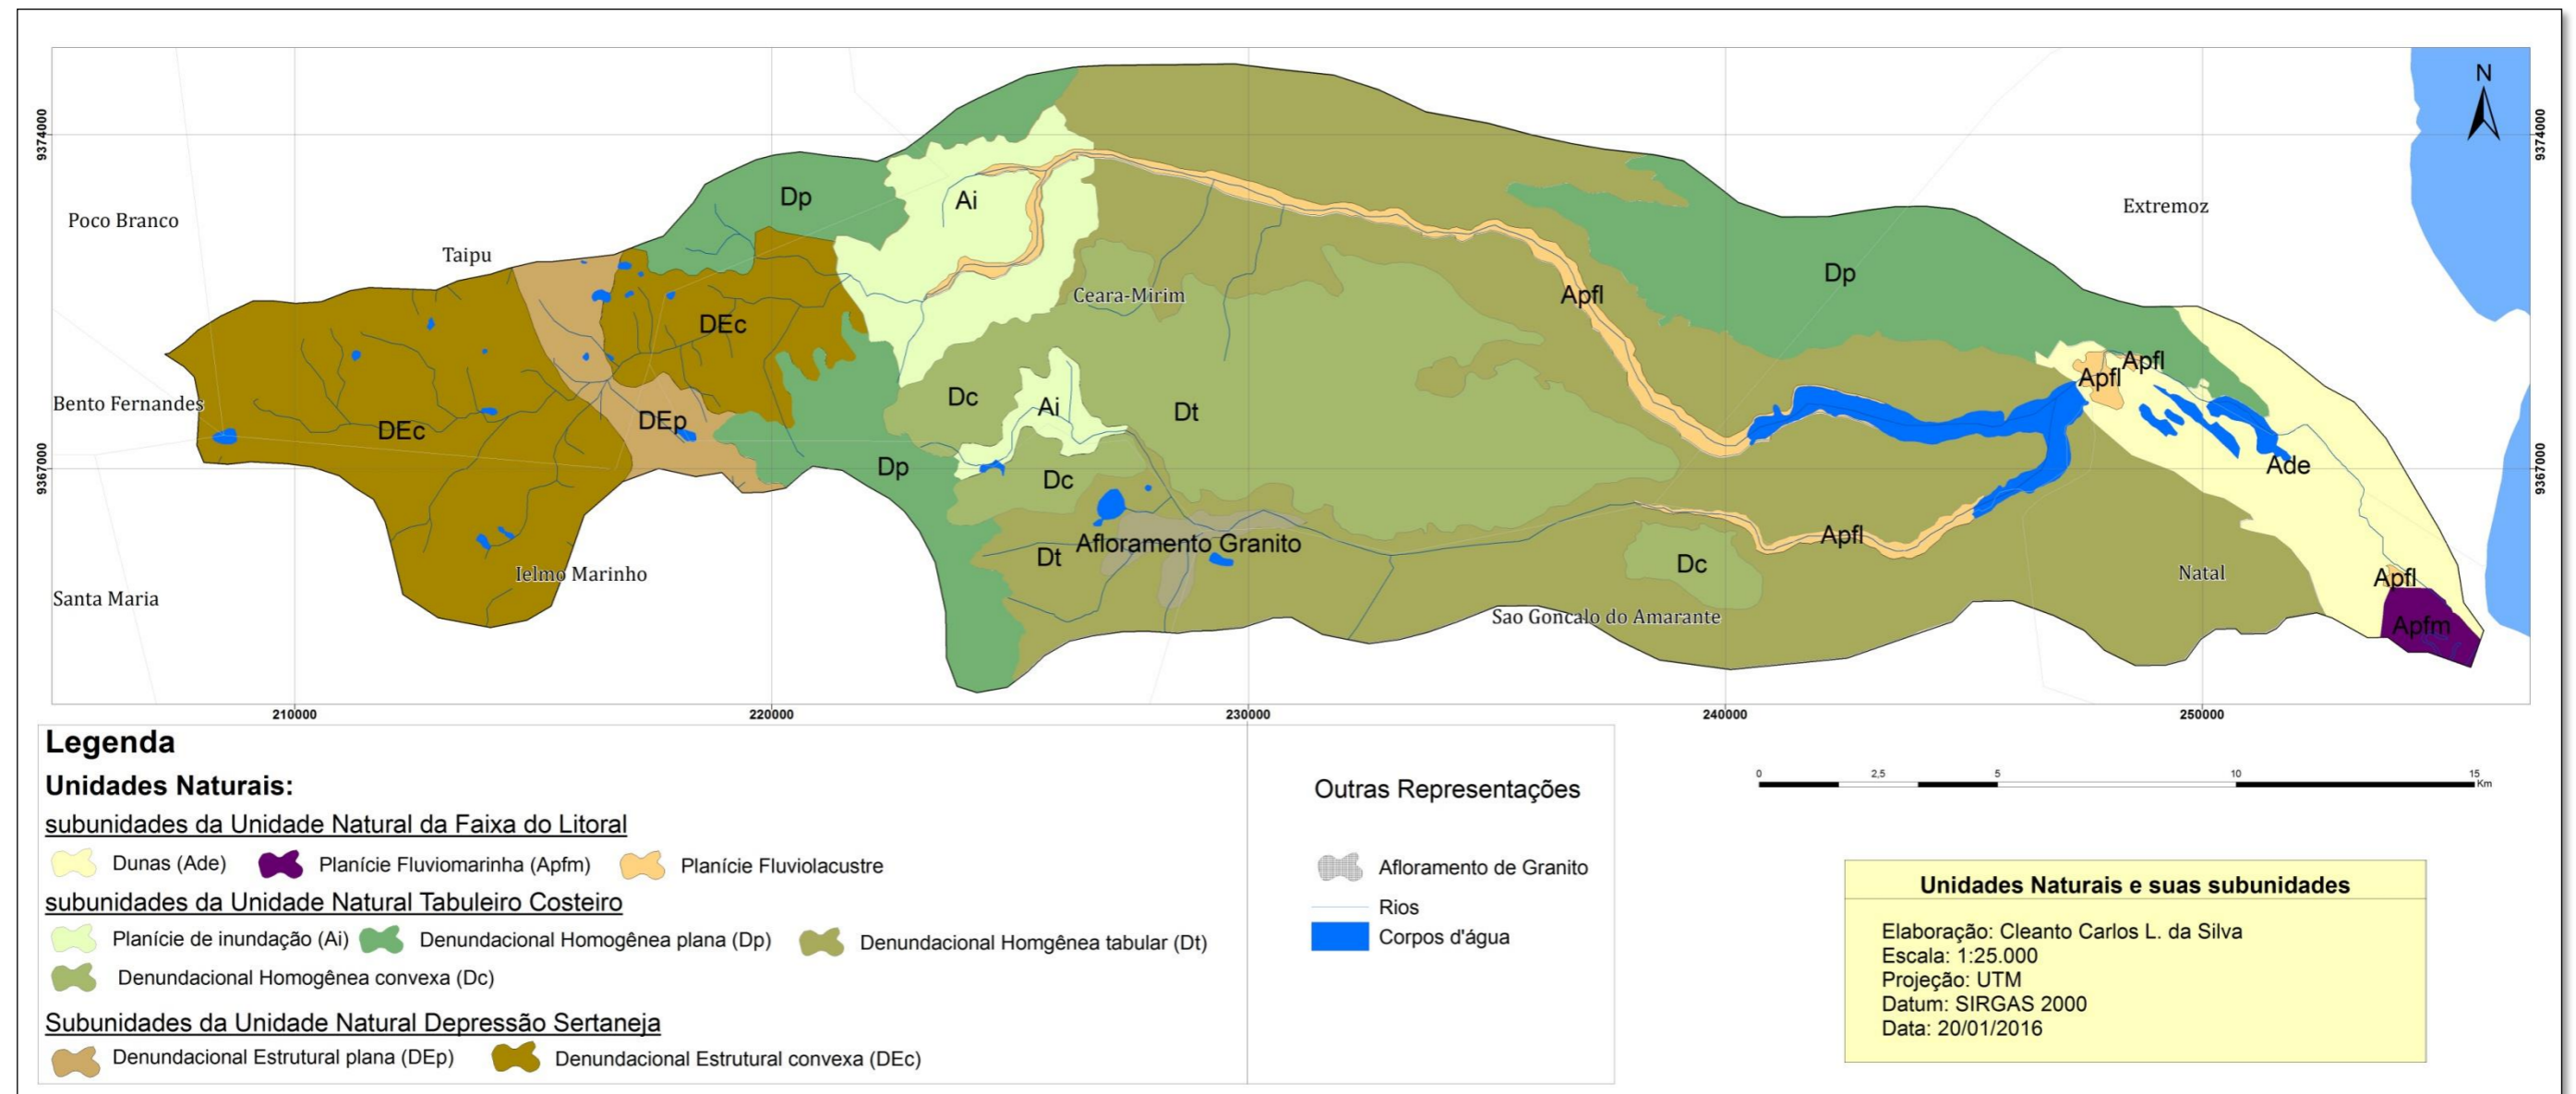 N
9374000
9374000
Poco Branco
Extremoz
Dp
Ai
Taipu
Dp
Ceara-Mirim
Apfl
DEc
Apfl
Apfl
Bento Fernandes
Dc
Ai
Dt
DEp
DEc
Dp
Ade
9367000
9367000
Dc
Apfl
Afloramento Granito
Dt
Dc
Ielmo Marinho
Natal
Apfl
Santa Maria
Sao Goncalo do Amarante
Apfm
210000
220000
230000
240000
250000
Legenda
Unidades Naturais:
subunidades da Unidade Natural da Faixa do Litoral
Dunas (Ade)
Planície Fluviomarinha (Apfm)
Planície Fluviolacustre
subunidades da Unidade Natural Tabuleiro Costeiro
Planície de inundação (Ai)
Denundacional Homogênea plana (Dp)
Denundacional Homgênea tabular (Dt)
Denundacional Homogênea convexa (Dc)
Subunidades da Unidade Natural Depressão Sertaneja
Denundacional Estrutural plana (DEp)
Denundacional Estrutural convexa (DEc)
Outras Representações
Afloramento de Granito
Rios
Corpos d'água
0 2,5 5 10 15
Km
Unidades Naturais e suas subunidades
Elaboração: Cleanto Carlos L. da Silva
Escala: 1:25.000
Projeção: UTM
Datum: SIRGAS 2000
Data: 20/01/2016